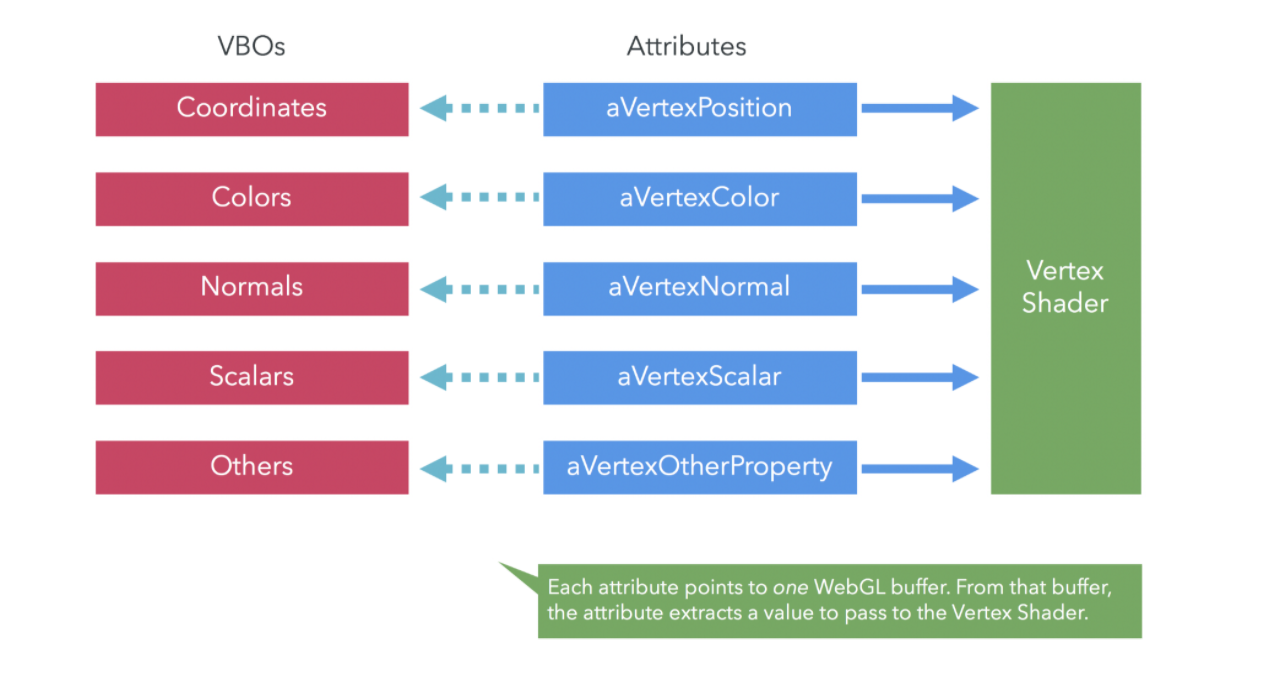 VBOs
Attributes
Coordinates
aVertexPosition
Colors
aVertexColor
Normals
aVertexNormal
Vertex
Shader
Scalars
aVertexScalar
Others
aVertexOtherProperty
Each attribute points to one WebGL buffer. From that buffer,
the attribute extracts a value to pass to the Vertex Shader.